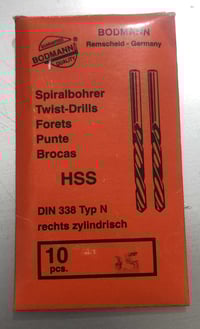 BODMANN
Remscheid - Germany
BODMANN
QUALITY
Spiralbohrer
Twist-Drills
Forets
Punte
Brocas
HSS
DIN 338 Typ N
rechts zylindrisch
10
pcs.